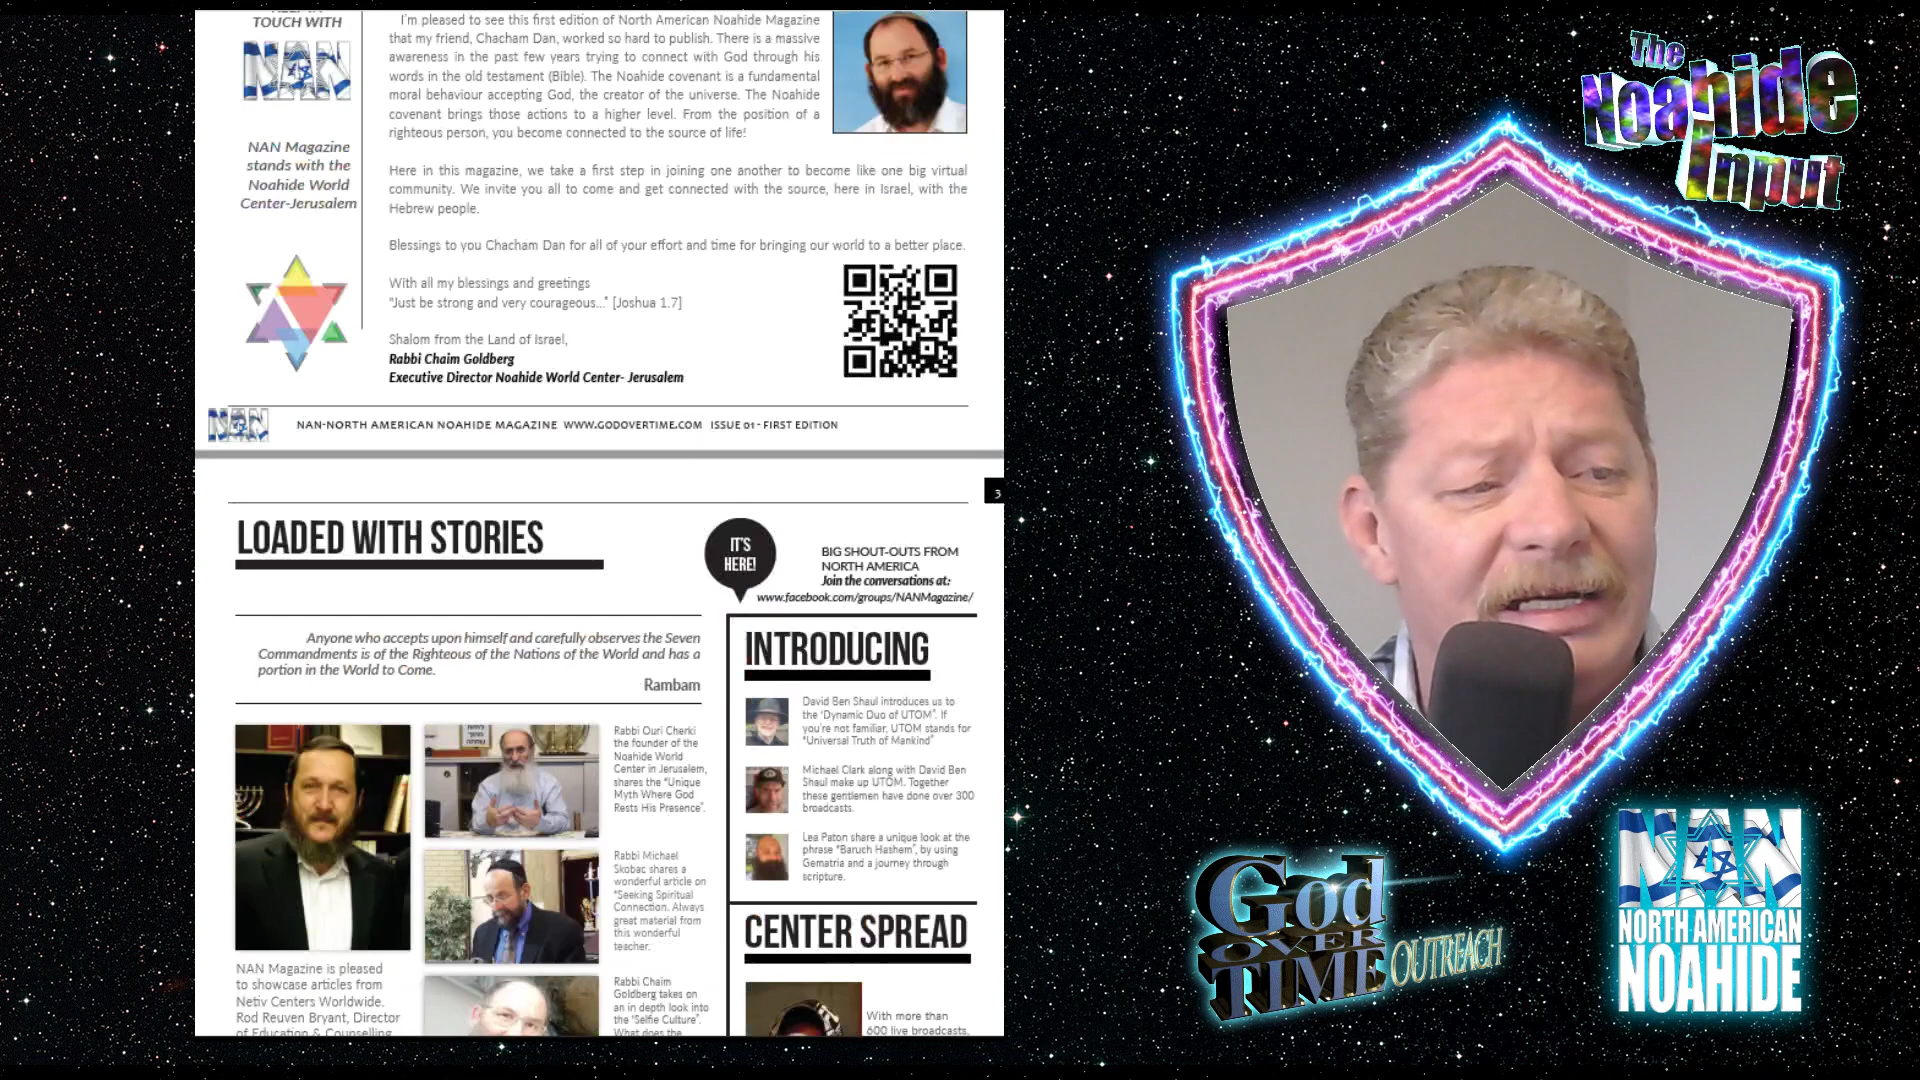 TOUCH WITH
NAN
NAN Magazine
stands with the
Noahide World
Center-Jerusalem
I'm pleased to see this first edition of North American Noahide Magazine
that my friend, Chacham Dan, worked so hard to publish. There is a massive
awareness in the past few years trying to connect with God through his
words in the old testament (Bible). The Noahide covenant is a fundamental
moral behaviour accepting God, the creator of the universe. The Noahide
covenant brings those actions to a higher level. From the position of a
righteous person, you become connected to the source of life!
Here in this magazine, we take a first step in joining one another to become like one big virtual
community. We invite you all to come and get connected with the source, here in Israel, with the
Hebrew people.
Blessings to you Chacham Dan for all of your effort and time for bringing our world to a better place.
With all my blessings and greetings
"Just be strong and very courageous..." [Joshua 1.7]
Shalom from the Land of Israel,
Rabbi Chaim Goldberg
Executive Director Noahide World Center- Jerusalem
NAN
NAN-NORTH AMERICAN NOAHIDE MAGAZINE WWW.GODOVERTIME.COM ISSUE 01 - FIRST EDITION
3
LOADED WITH STORIES
IT'S
HERE!
BIG SHOUT-OUTS FROM
NORTH AMERICA
Join the conversations at:
www.facebook.com/groups/NANMagazine/
Anyone who accepts upon himself and carefully observes the Seven
Commandments is of the Righteous of the Nations of the World and has a
portion in the World to Come.
Rambam
Rabbi Ouri Cherki
the founder of the
Noahide World
Center in Jerusalem,
shares the "Unique
Myth Where God
Rests His Presence".
Rabbi Michael
Skobac shares a
wonderful article on
"Seeking Spiritual
Connection. Always
great material from
this wonderful
teacher.
Rabbi Chaim
Goldberg takes on
an in depth look into
the "Selfie Culture".
What does the
NAN Magazine is pleased
to showcase articles from
Netiv Centers Worldwide.
Rod Reuven Bryant, Director
of Education & Counselling
INTRODUCING
David Ben Shaul introduces us to
the "Dynamic Duo of UTOM". If
you're not familiar, UTOM stands for
"Universal Truth of Mankind"
Michael Clark along with David Ben
Shaul make up UTOM. Together
these gentlemen have done over 300
broadcasts.
Lea Paton share a unique look at the
phrase "Baruch Hashem", by using
Gematria and a journey through
scripture.
CENTER SPREAD
With more than
600 live broadcasts,
The
Noahide
Input
God
OVER
TIME OUTREACH
NAN
NORTH AMERICAN
NOAHIDE